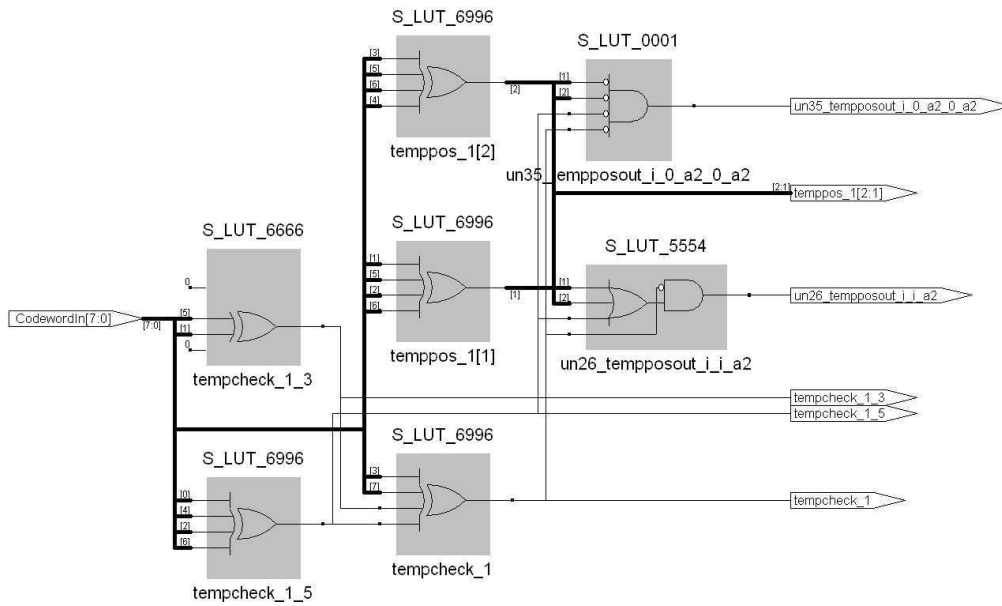 S_LUT_6996
[3]
[5]
[6]
[4]
[2]
temppos_1[2]
S_LUT_0001
[1]
[2]
un35_tempposout_i_0_a2_0_a2
un35_tempposout_i_0_a2_0_a2
[2:1]
temppos_1[2:1]
S_LUT_6666
0
[5]
[1]
0
tempcheck_1_3
CodewordIn[7:0]
[7:0]
S_LUT_6996
[1]
[5]
[2]
[6]
[1]
temppos_1[1]
S_LUT_5554
[1]
[2]
un26_tempposout_i_i_a2
un26_tempposout_i_i_a2
tempcheck_1_3
tempcheck_1_5
S_LUT_6996
[0]
[4]
[2]
[6]
tempcheck_1_5
S_LUT_6996
[3]
[7]
tempcheck_1
tempcheck_1